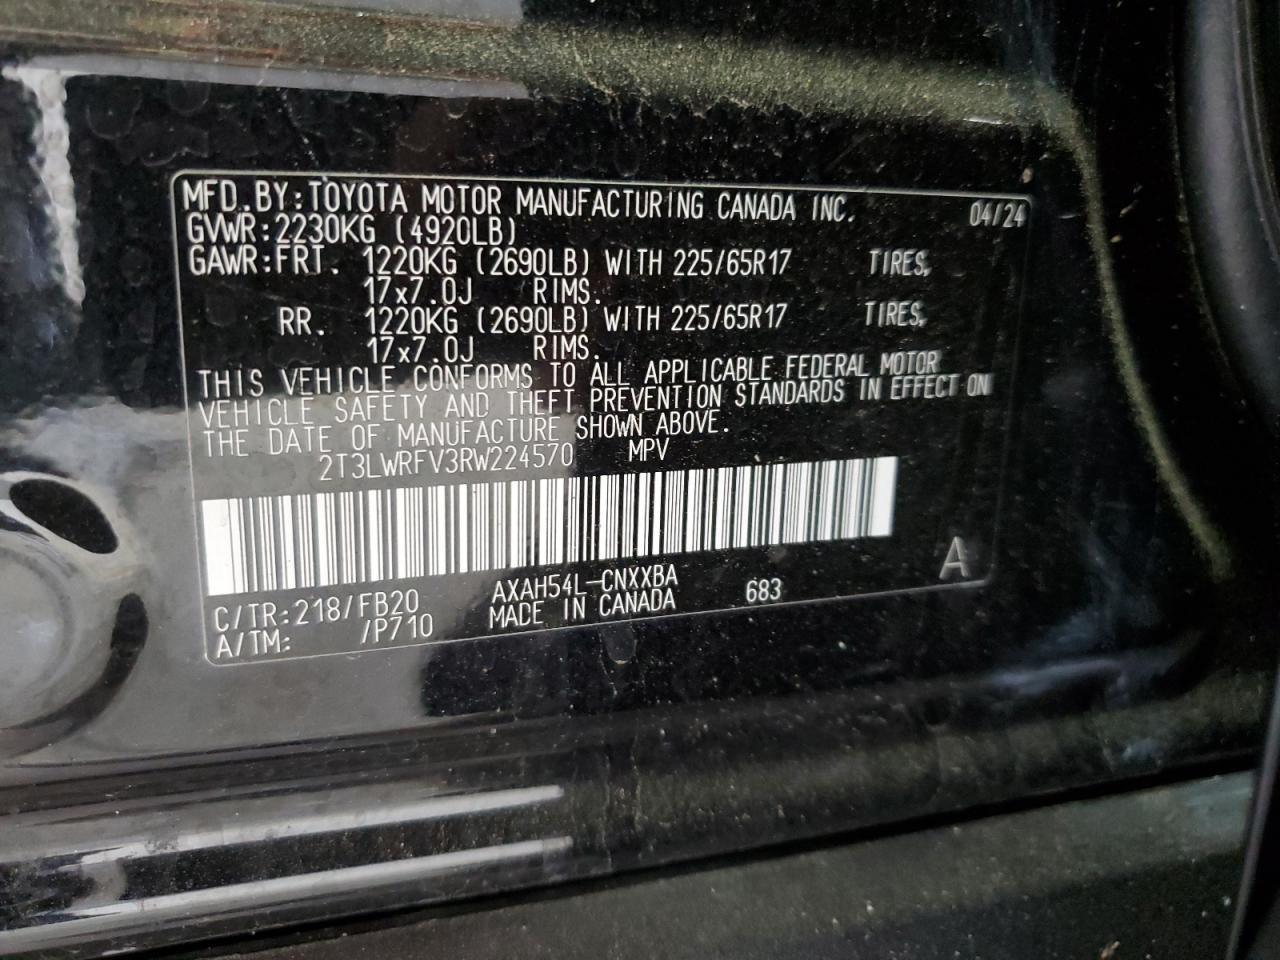 MFD.BY:TOYOTA MOTOR MANUFACTURING CANADA INC. 04/24
GVWR:2230KG (4920LB)
GAWR:FRT. 1220KG (2690LB) WITH 225/65R17 TIRES,
17x7.0J RIMS.
RR. 1220KG (2690LB) WITH 225/65R17 TIRES,
17x7.0J RIMS.
THIS VEHICLE CONFORMS TO ALL APPLICABLE FEDERAL MOTOR
VEHICLE SAFETY AND THEFT PREVENTION STANDARDS IN EFFECT ON
THE DATE OF MANUFACTURE SHOWN ABOVE.
2T3LWRFV3RW224570 MPV
C/TR:218/FB20 AXAH54L-CNXXBA 683 A
A/TM: /P710 MADE IN CANADA